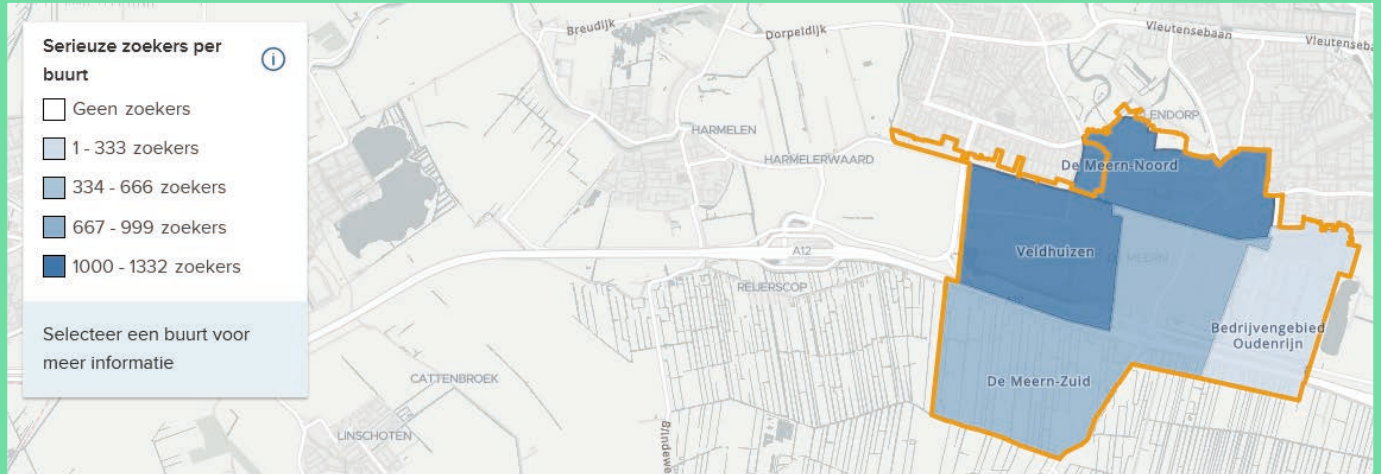 Serieuze zoekers per
buurt
Geen zoekers
1 - 333 zoekers
334 - 666 zoekers
667 - 999 zoekers
1000 - 1332 zoekers
Selecteer een buurt voor
meer informatie
Breudijk
Dorpeldijk
Vleutensebaan
HARMELEN
HARMELERWAARD
De Meern-Noord
Veldhuizen
A12
REIJERSCOP
Bedrijvengebied
Oudenrijn
De Meern-Zuid
CATTENBROEK
LINSCHOTEN